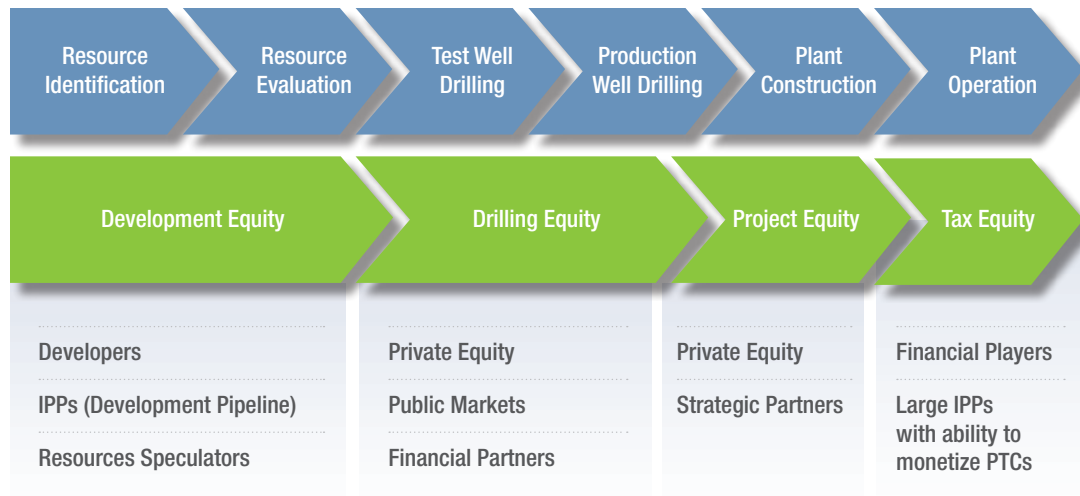 Resource
Identification
Resource
Evaluation
Test Well
Drilling
Production
Well Drilling
Plant
Construction
Plant
Operation
Development Equity
Drilling Equity
Project Equity
Tax Equity
Developers
IPPs (Development Pipeline)
Resources Speculators
Private Equity
Public Markets
Financial Partners
Private Equity
Strategic Partners
Financial Players
Large IPPs
with ability to
monetize PTCs